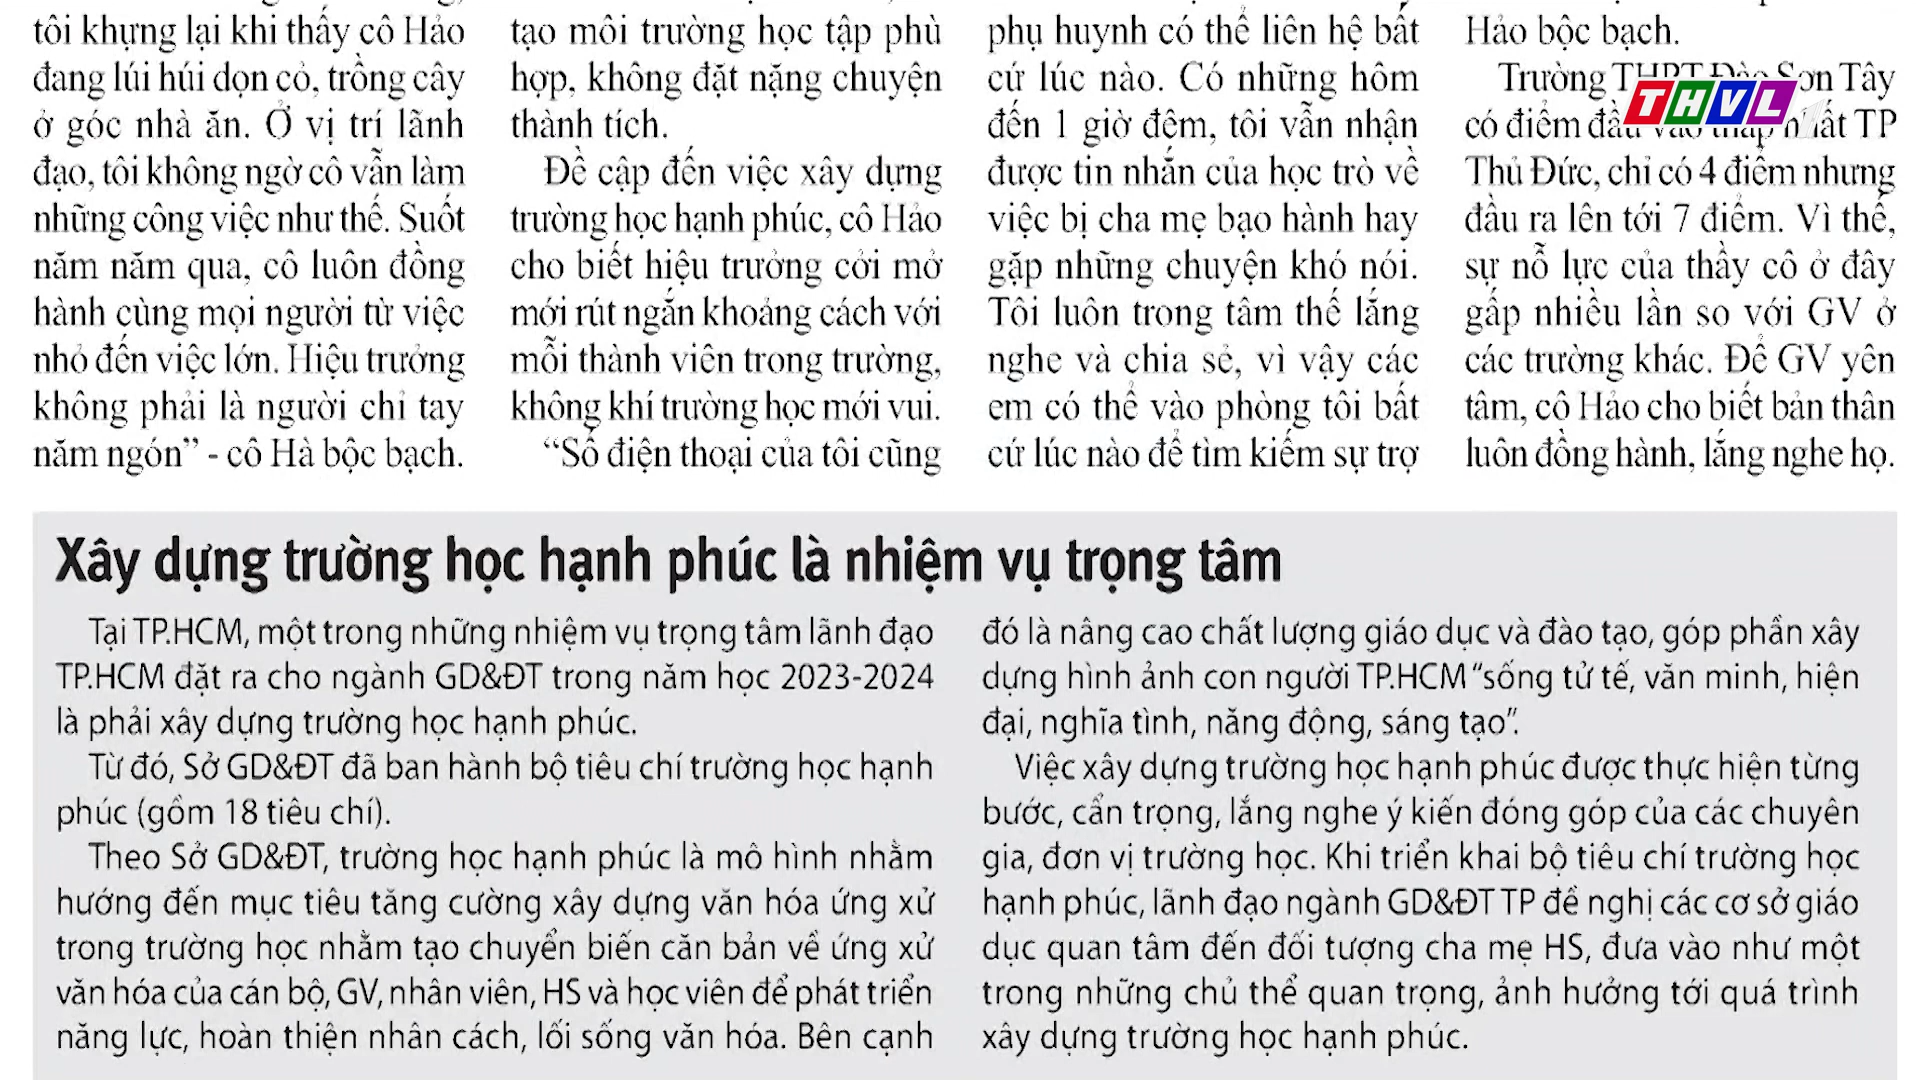 tôi khựng lại khi thấy cô Hảo
đang lúi húi dọn cỏ, trồng cây
ở góc nhà ăn. Ở vị trí lãnh
đạo, tôi không ngờ cô vẫn làm
những công việc như thế. Suốt
năm năm qua, cô luôn đồng
hành cùng mọi người từ việc
nhỏ đến việc lớn. Hiệu trưởng
không phải là người chỉ tay
năm ngón” - cô Hà bộc bạch.
tạo môi trường học tập phù
hợp, không đặt nặng chuyện
thành tích.
Đề cập đến việc xây dựng
trường học hạnh phúc, cô Hảo
cho biết hiệu trưởng cởi mở
mới rút ngắn khoảng cách với
mỗi thành viên trong trường,
không khí trường học mới vui.
“Số điện thoại của tôi cũng
phụ huynh có thể liên hệ bất
cứ lúc nào. Có những hôm
đến 1 giờ đêm, tôi vẫn nhận
được tin nhắn của học trò về
việc bị cha mẹ bạo hành hay
gặp những chuyện khó nói.
Tôi luôn trong tâm thế lắng
nghe và chia sẻ, vì vậy các
em có thể vào phòng tôi bất
cứ lúc nào để tìm kiếm sự trợ
Hảo bộc bạch.
Trường THPT Đào Sơn Tây
có điểm đầu vào thấp nhất TP
Thủ Đức, chỉ có 4 điểm nhưng
đầu ra lên tới 7 điểm. Vì thế,
sự nỗ lực của thầy cô ở đây
gấp nhiều lần so với GV ở
các trường khác. Để GV yên
tâm, cô Hảo cho biết bản thân
luôn đồng hành, lắng nghe họ.
THVL
Xây dựng trường học hạnh phúc là nhiệm vụ trọng tâm
Tại TP.HCM, một trong những nhiệm vụ trọng tâm lãnh đạo
TP.HCM đặt ra cho ngành GD&ĐT trong năm học 2023-2024
là phải xây dựng trường học hạnh phúc.
Từ đó, Sở GD&ĐT đã ban hành bộ tiêu chí trường học hạnh
phúc (gồm 18 tiêu chí).
Theo Sở GD&ĐT, trường học hạnh phúc là mô hình nhằm
hướng đến mục tiêu tăng cường xây dựng văn hóa ứng xử
trong trường học nhằm tạo chuyển biến căn bản về ứng xử
văn hóa của cán bộ, GV, nhân viên, HS và học viên để phát triển
năng lực, hoàn thiện nhân cách, lối sống văn hóa. Bên cạnh
đó là nâng cao chất lượng giáo dục và đào tạo, góp phần xây
dựng hình ảnh con người TP.HCM “sống tử tế, văn minh, hiện
đại, nghĩa tình, năng động, sáng tạo”.
Việc xây dựng trường học hạnh phúc được thực hiện từng
bước, cẩn trọng, lắng nghe ý kiến đóng góp của các chuyên
gia, đơn vị trường học. Khi triển khai bộ tiêu chí trường học
hạnh phúc, lãnh đạo ngành GD&ĐT TP đề nghị các cơ sở giáo
dục quan tâm đến đối tượng cha mẹ HS, đưa vào như một
trong những chủ thể quan trọng, ảnh hưởng tới quá trình
xây dựng trường học hạnh phúc.